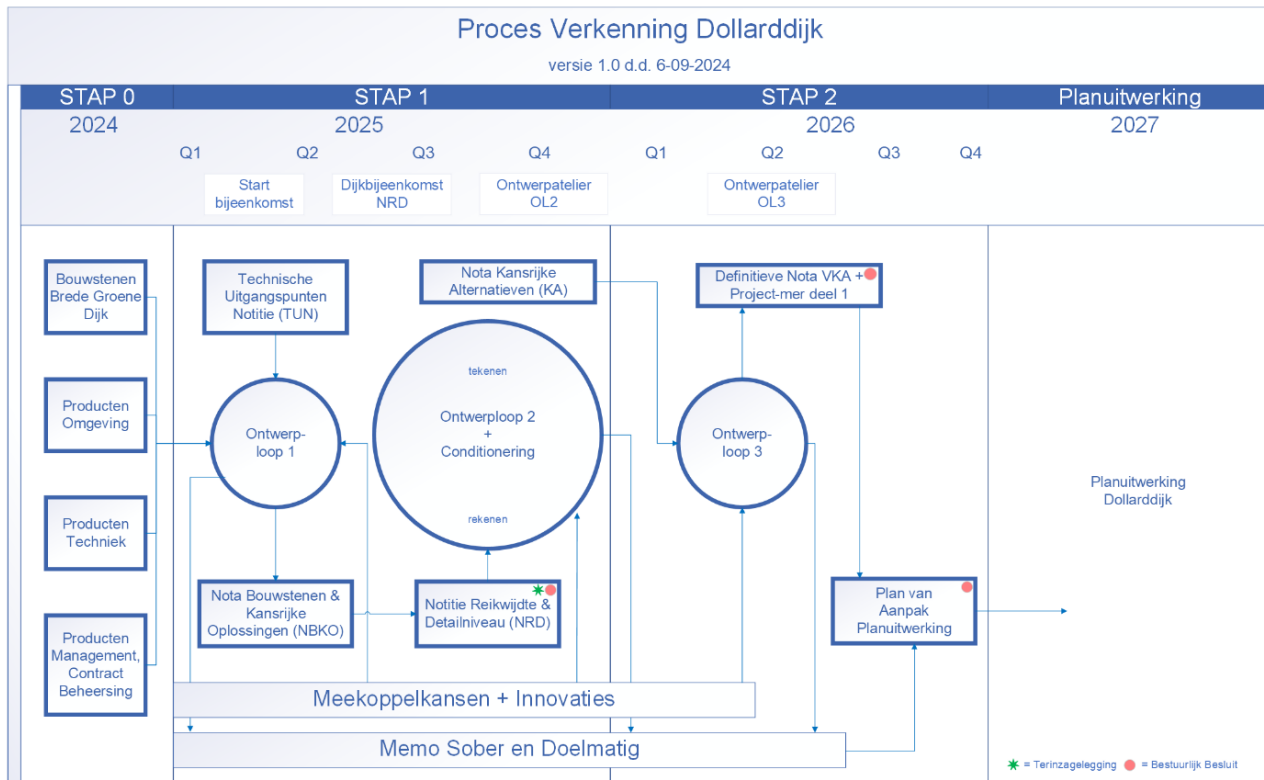 Proces Verkenning Dollarddijk
versie 1.0 d.d. 6-09-2024
STAP 0
STAP 1
STAP 2
Planuitwerking
2024
2025
2026
2027
Q1
Q2
Q3
Q4
Q1
Q2
Q3
Q4
Start
bijeenkomst
Dijkbijeenkomst
NRD
Ontwerpatelier
OL2
Ontwerpatelier
OL3
Bouwstenen
Brede Groene
Dijk
Technische
Uitgangspunten
Notitie (TUN)
Nota Kansrijke
Alternatieven (KA)
Definitieve Nota VKA +
Project-mer deel 1
Producten
Omgeving
Ontwerp-
loop 1
tekenen
Ontwerploop 2
+
Conditionering
rekenen
Ontwerp-
loop 3
Producten
Techniek
Planuitwerking
Dollarddijk
Nota Bouwstenen &
Kansrijke
Oplossingen (NBKO)
Notitie Reikwijdte &
Detailniveau (NRD)
Plan van
Aanpak
Planuitwerking
Producten
Management,
Contract
Beheersing
Meekoppelkansen + Innovaties
Memo Sober en Doelmatig
= Terinzagelegging
= Bestuurlijk Besluit